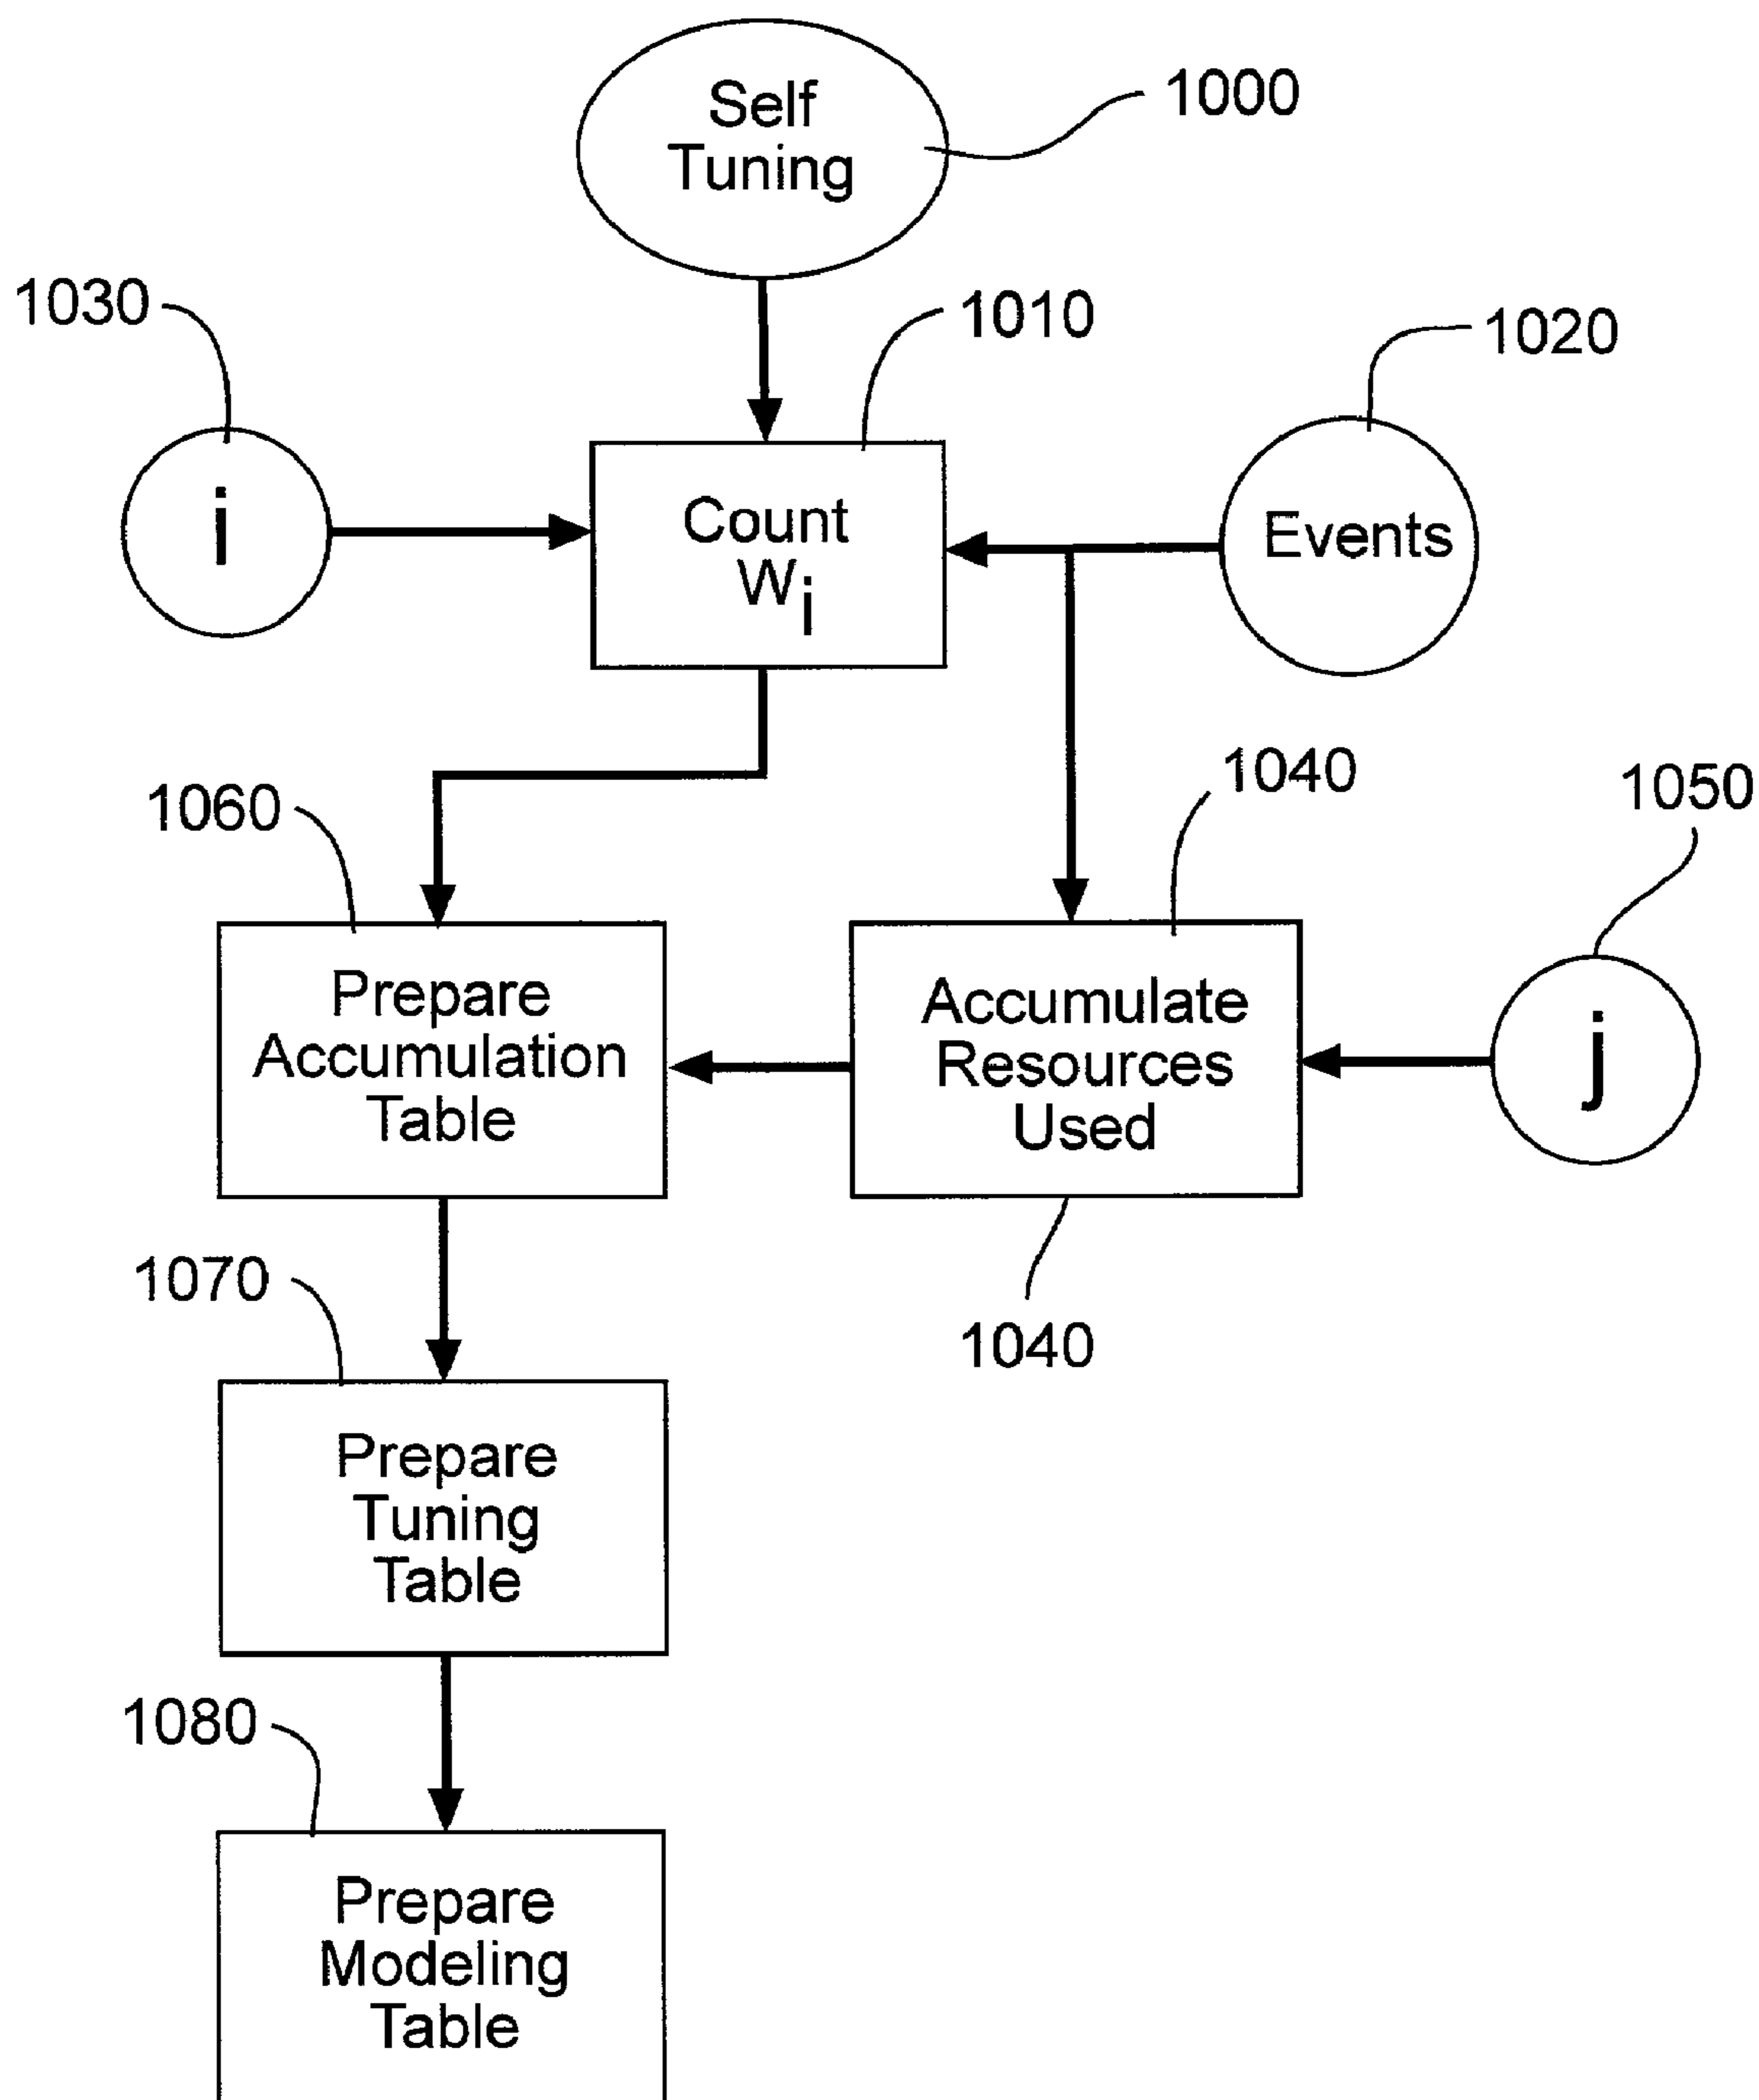 Self
Tuning
1000
1030
1010
1020
i
Count
Wi
Events
1060
1040
1050
Prepare
Accumulation
Table
Accumulate
Resources
Used
j
1070
1040
Prepare
Tuning
Table
1080
Prepare
Modeling
Table